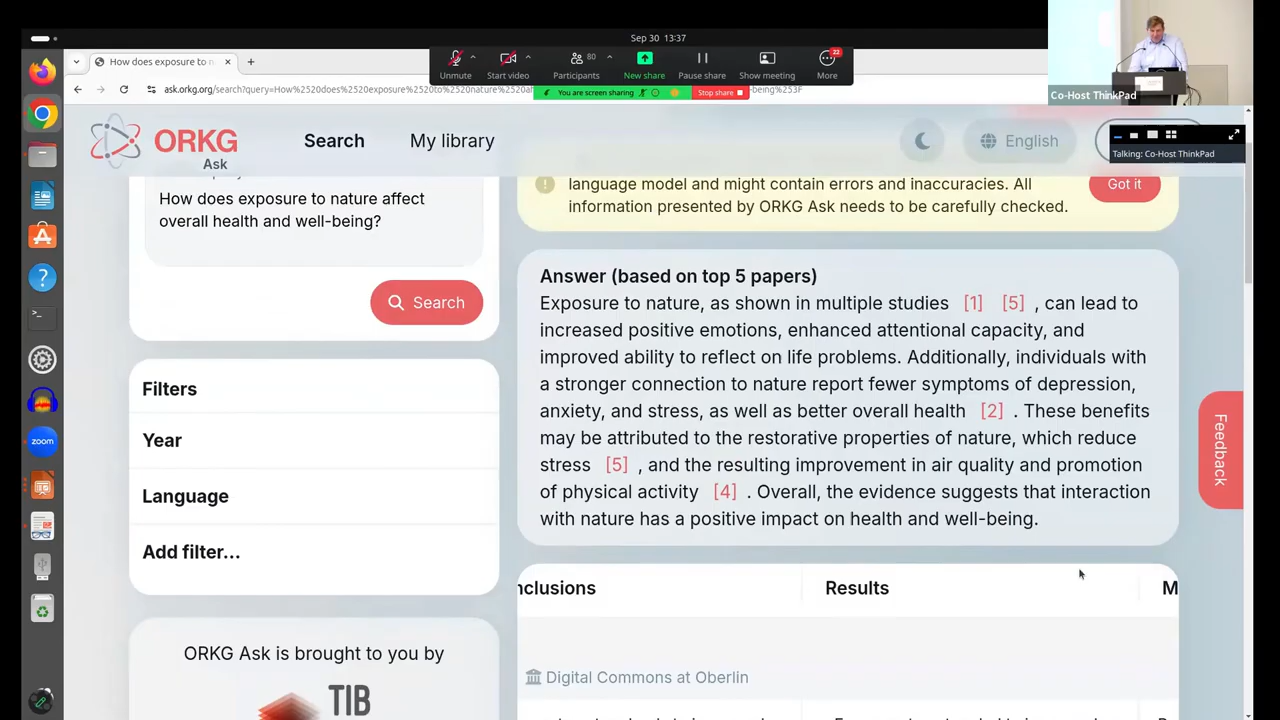 Sep 30 13:37
How does exposure to n
Unmute
Start video
Participants
80
New share
Pause share
Show meeting
22
More
You are screen sharing
Stop share
ask.orkg.org/search?query=How%2520does%2520exposure%2520to%2520nature%2520af
-being%253F
Co-Host ThinkPad
Talking: Co-Host ThinkPad
ORKG
Ask
Search
My library
English
How does exposure to nature affect
overall health and well-being?
Search
Filters
Year
Language
Add filter...
ORKG Ask is brought to you by
TIB
language model and might contain errors and inaccuracies. All
information presented by ORKG Ask needs to be carefully checked.
Got it
Answer (based on top 5 papers)
Exposure to nature, as shown in multiple studies [1] [5] , can lead to
increased positive emotions, enhanced attentional capacity, and
improved ability to reflect on life problems. Additionally, individuals with
a stronger connection to nature report fewer symptoms of depression,
anxiety, and stress, as well as better overall health [2] . These benefits
may be attributed to the restorative properties of nature, which reduce
stress [5] , and the resulting improvement in air quality and promotion
of physical activity [4] . Overall, the evidence suggests that interaction
with nature has a positive impact on health and well-being.
nclusions
Results
M
Digital Commons at Oberlin
Feedback
zoom